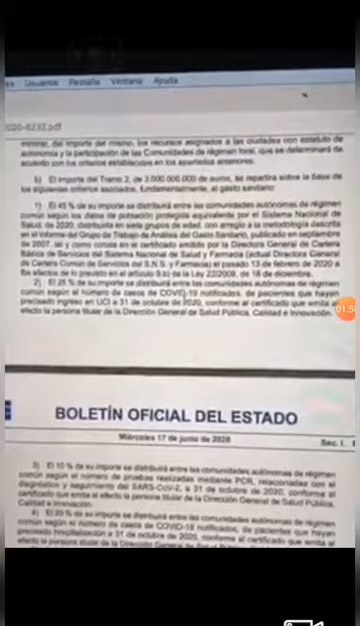 Usuarios Pestaña Ventana Ayuda
2020-6232.pdf
minorar, del importe del mismo, los recursos asignados a las ciudades con estatuto de
autonomía y la participación de las Comunidades de régimen foral, que se determinará de
acuerdo con los criterios establecidos en los apartados anteriores.
b) El importe del Tramo 2, de 3.000.000.000 de euros, se repartirá sobre la base de
los siguientes criterios asociados, fundamentalmente, al gasto sanitario:
1) El 45 % de su importe se distribuirá entre las comunidades autónomas de régimen
común según los datos de población protegida equivalente por el Sistema Nacional de
Salud, de 2020, distribuida en siete grupos de edad, con arreglo a la metodología descrita
en el informe del Grupo de Trabajo de Análisis del Gasto Sanitario, publicado en septiembre
de 2007, tal y como consta en el certificado emitido por la Directora General de Cartera
Básica de Servicios del Sistema Nacional de Salud y Farmacia (actual Directora General
de Cartera Común de Servicios del S.N.S. y Farmacia) el pasado 13 de febrero de 2020 a
los efectos de lo previsto en el artículo 9.b) de la Ley 22/2009, de 18 de diciembre.
2) El 25 % de su importe se distribuirá entre las comunidades autónomas de régimen
común según el número de casos de COVID-19 notificados, de pacientes que hayan
precisado ingreso en UCI a 31 de octubre de 2020, conforme al certificado que emita al
efecto la persona titular de la Dirección General de Salud Pública, Calidad e Innovación.
BOLETÍN OFICIAL DEL ESTADO
Miércoles 17 de junio de 2020
Sec. I.
3) El 10 % de su importe se distribuirá entre las comunidades autónomas de régimen
común según el número de pruebas realizadas mediante PCR, relacionadas con el
diagnóstico y seguimiento del SARS-CoV-2, a 31 de octubre de 2020, conforme al
certificado que emita al efecto la persona titular de la Dirección General de Salud Pública,
Calidad e Innovación.
4) El 20 % de su importe se distribuirá entre las comunidades autónomas de régimen
común según el número de casos de COVID-19 notificados, de pacientes que hayan
precisado hospitalización a 31 de octubre de 2020, conforme al certificado que emita al
efecto la persona titular de la Dirección General de Salud Pública